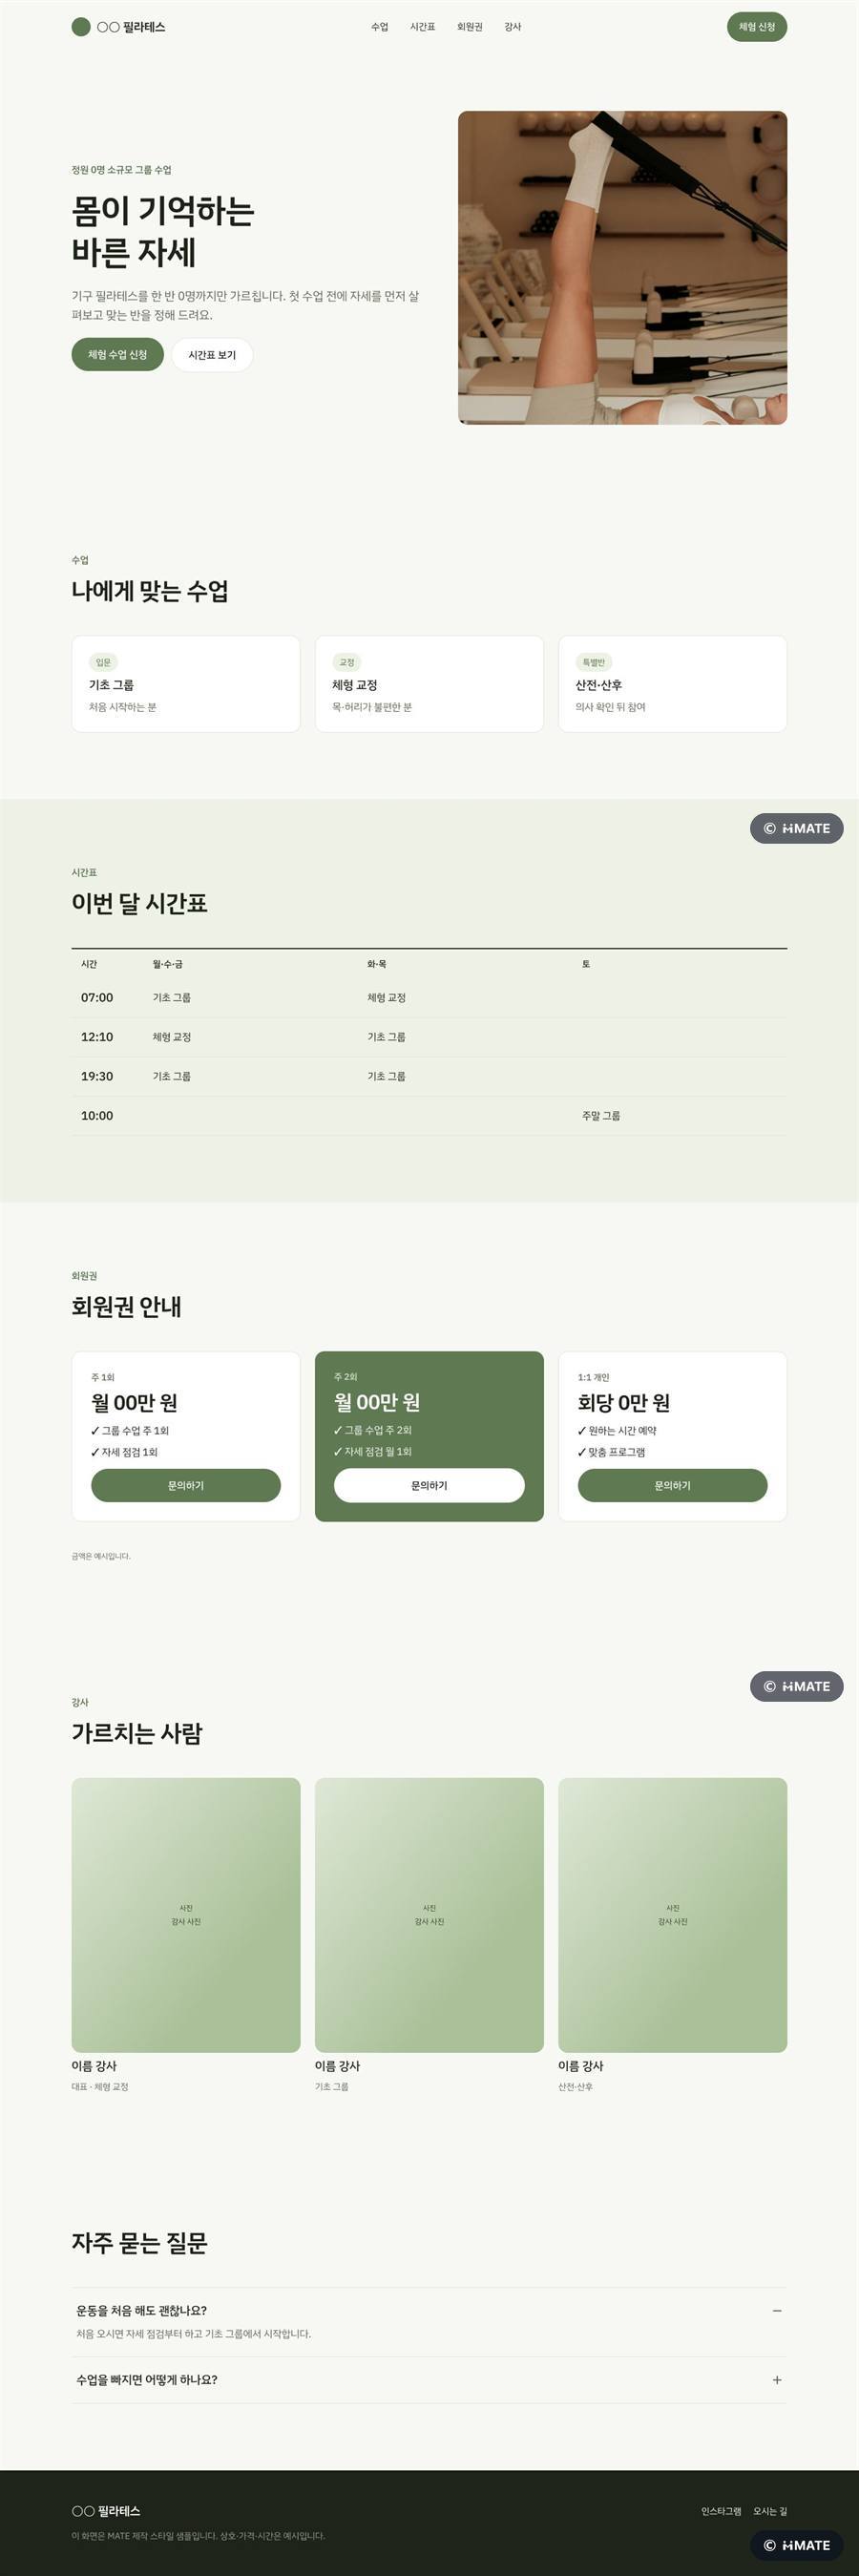 ○○ 필라테스
수업 시간표 회원권 강사
체험 신청
정원 0명 소규모 그룹 수업
몸이 기억하는
바른 자세
기구 필라테스를 한 반 0명까지만 가르칩니다. 첫 수업 전에 자세를 먼저 살
펴보고 맞는 반을 정해 드려요.
체험 수업 신청
시간표 보기
수업
나에게 맞는 수업
입문
기초 그룹
처음 시작하는 분
교정
체형 교정
목·허리가 불편한 분
특별반
산전·산후
의사 확인 뒤 참여
© MATE
시간표
이번 달 시간표
시간 월·수·금 화·목 토
07:00 기초 그룹 체형 교정
12:10 체형 교정 기초 그룹
19:30 기초 그룹 기초 그룹
10:00 주말 그룹
회원권
회원권 안내
주 1회
월 00만 원
✓ 그룹 수업 주 1회
✓ 자세 점검 1회
문의하기
주 2회
월 00만 원
✓ 그룹 수업 주 2회
✓ 자세 점검 월 1회
문의하기
1:1 개인
회당 0만 원
✓ 원하는 시간 예약
✓ 맞춤 프로그램
문의하기
금액은 예시입니다.
© MATE
강사
가르치는 사람
사진
강사 사진
이름 강사
대표 · 체형 교정
사진
강사 사진
이름 강사
기초 그룹
사진
강사 사진
이름 강사
산전·산후
자주 묻는 질문
운동을 처음 해도 괜찮나요? −
처음 오시면 자세 점검부터 하고 기초 그룹에서 시작합니다.
수업을 빠지면 어떻게 하나요? +
○○ 필라테스
이 화면은 MATE 제작 스타일 샘플입니다. 상호·가격·시간은 예시입니다.
인스타그램 오시는 길
© MATE